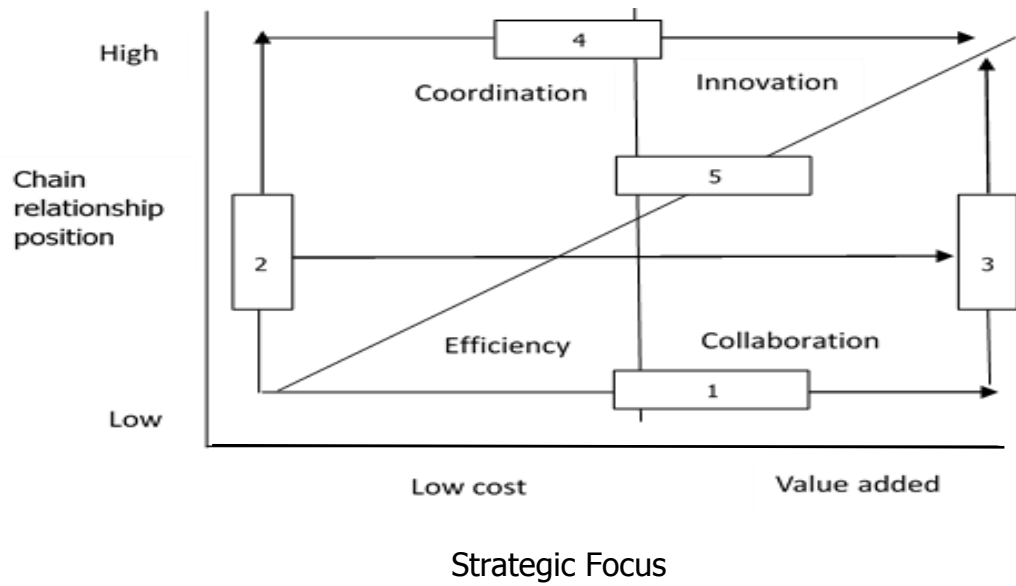 High
4
Coordination
Innovation
Chain
relationship
position
5
2
3
Efficiency
Collaboration
1
Low
Low cost
Value added
Strategic Focus